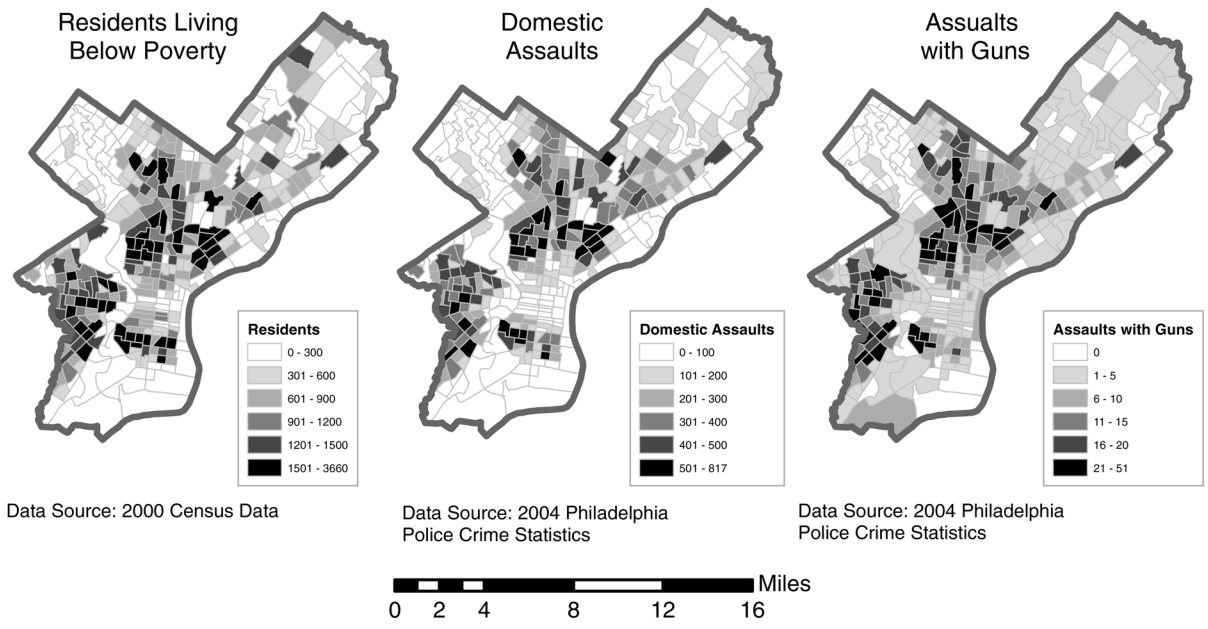 Residents Living
Below Poverty
Residents
0 - 300
301 - 600
601 - 900
901 - 1200
1201 - 1500
1501 - 3660
Data Source: 2000 Census Data
Domestic
Assaults
Domestic Assaults
0 - 100
101 - 200
201 - 300
301 - 400
401 - 500
501 - 817
Data Source: 2004 Philadelphia
Police Crime Statistics
Assualts
with Guns
Assaults with Guns
0
1 - 5
6 - 10
11 - 15
16 - 20
21 - 51
Data Source: 2004 Philadelphia
Police Crime Statistics
Miles
0 2 4 8 12 16